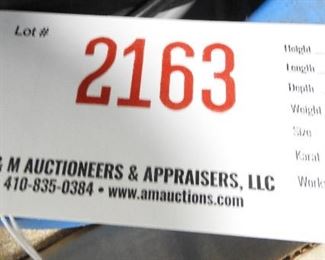 Lot #
2163
Height
Length
Depth
Weight
Size
Karat
Works
& M AUCTIONEERS & APPRAISERS, LLC
410-835-0384 • www.amauctions.com